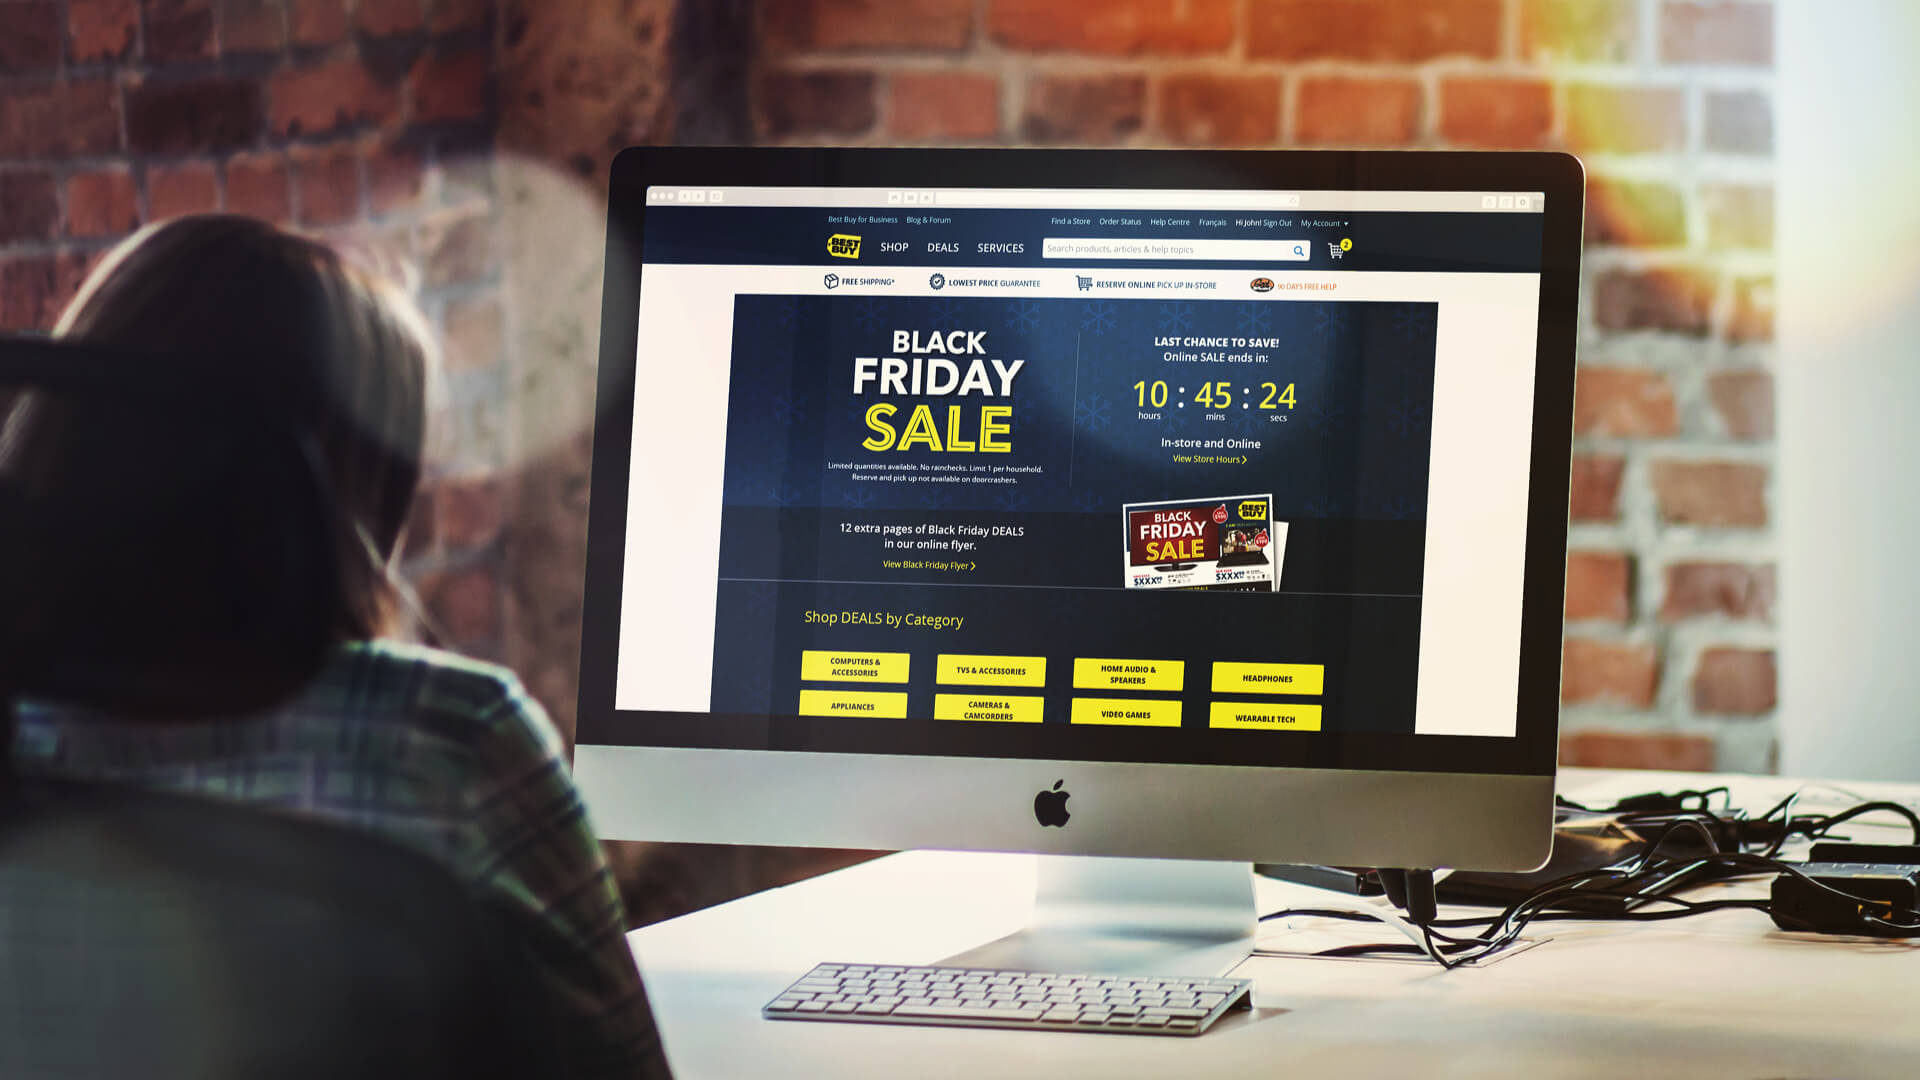 Best Buy for Business Blog & Forum Find a Store Order Status Help Centre Français Hi John! Sign Out My Account
BEST BUY SHOP DEALS SERVICES Search products, articles & help topics 2
FREE SHIPPING* LOWEST PRICE GUARANTEE RESERVE ONLINE PICK UP IN-STORE 90 DAYS FREE HELP
BLACK
FRIDAY
SALE
Limited quantities available. No rainchecks. Limit 1 per household.
Reserve and pick up not available on doorcrashers.
LAST CHANCE TO SAVE!
Online SALE ends in:
10 : 45 : 24
hours mins secs
In-store and Online
View Store Hours
12 extra pages of Black Friday DEALS
in our online flyer.
View Black Friday Flyer
BLACK
FRIDAY
SALE
BEST BUY
$XXX
$XXX
Shop DEALS by Category
COMPUTERS &
ACCESSORIES
TVS & ACCESSORIES
HOME AUDIO &
SPEAKERS
HEADPHONES
APPLIANCES
CAMERAS &
CAMCORDERS
VIDEO GAMES
WEARABLE TECH